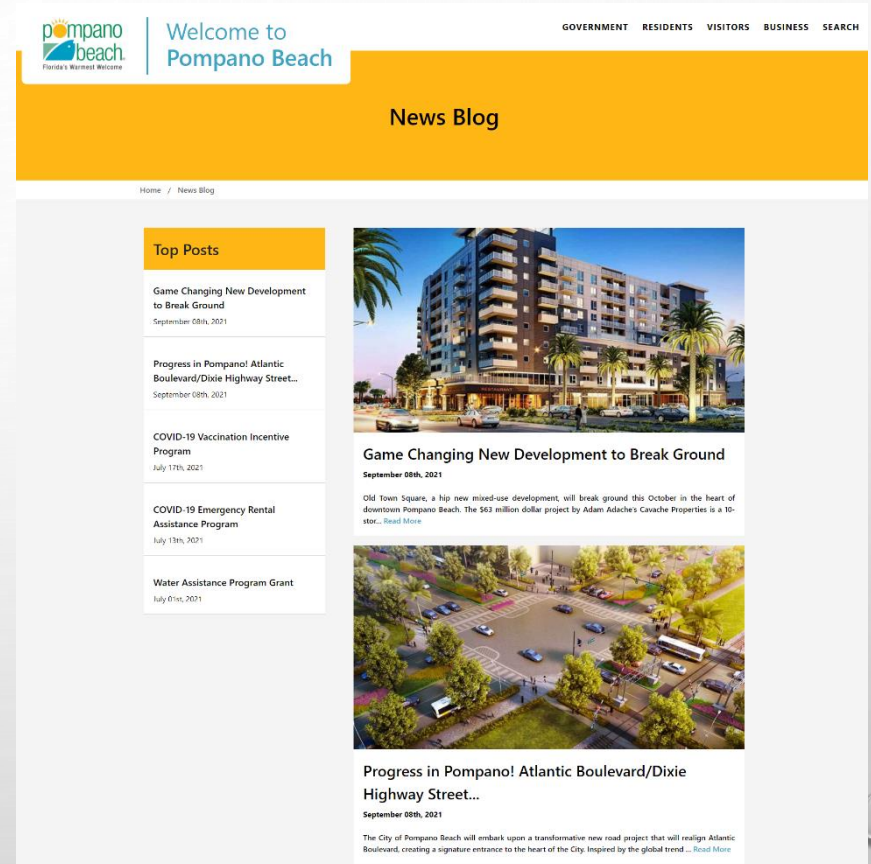 pompano
beach
Florida's Warmest Welcome
Welcome to
Pompano Beach
GOVERNMENT RESIDENTS VISITORS BUSINESS SEARCH
News Blog
Home / News Blog
Top Posts
Game Changing New Development
to Break Ground
September 08th, 2021
Progress in Pompano! Atlantic
Boulevard/Dixie Highway Street...
September 08th, 2021
COVID-19 Vaccination Incentive
Program
July 17th, 2021
COVID-19 Emergency Rental
Assistance Program
July 13th, 2021
Water Assistance Program Grant
July 01st, 2021
RESTAURANT
Game Changing New Development to Break Ground
September 08th, 2021
Old Town Square, a hip new mixed-use development, will break ground this October in the heart of
downtown Pompano Beach. The $63 million dollar project by Adam Adache's Cavache Properties is a 10-
stor... Read More
Progress in Pompano! Atlantic Boulevard/Dixie
Highway Street...
September 08th, 2021
The City of Pompano Beach will embark upon a transformative new road project that will realign Atlantic
Boulevard, creating a signature entrance to the heart of the City. Inspired by the global trend ... Read More